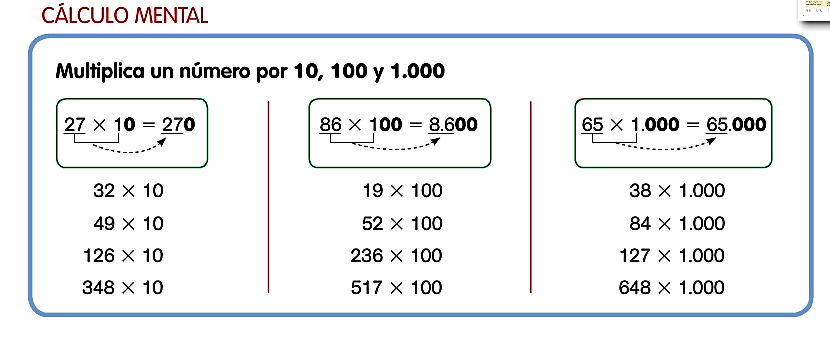 CÁLCULO MENTAL
Multiplica un número por 10, 100 y 1.000
27 × 10 = 270
32 × 10
49 × 10
126 × 10
348 × 10
86 × 100 = 8.600
19 × 100
52 × 100
236 × 100
517 × 100
65 × 1.000 = 65.000
38 × 1.000
84 × 1.000
127 × 1.000
648 × 1.000